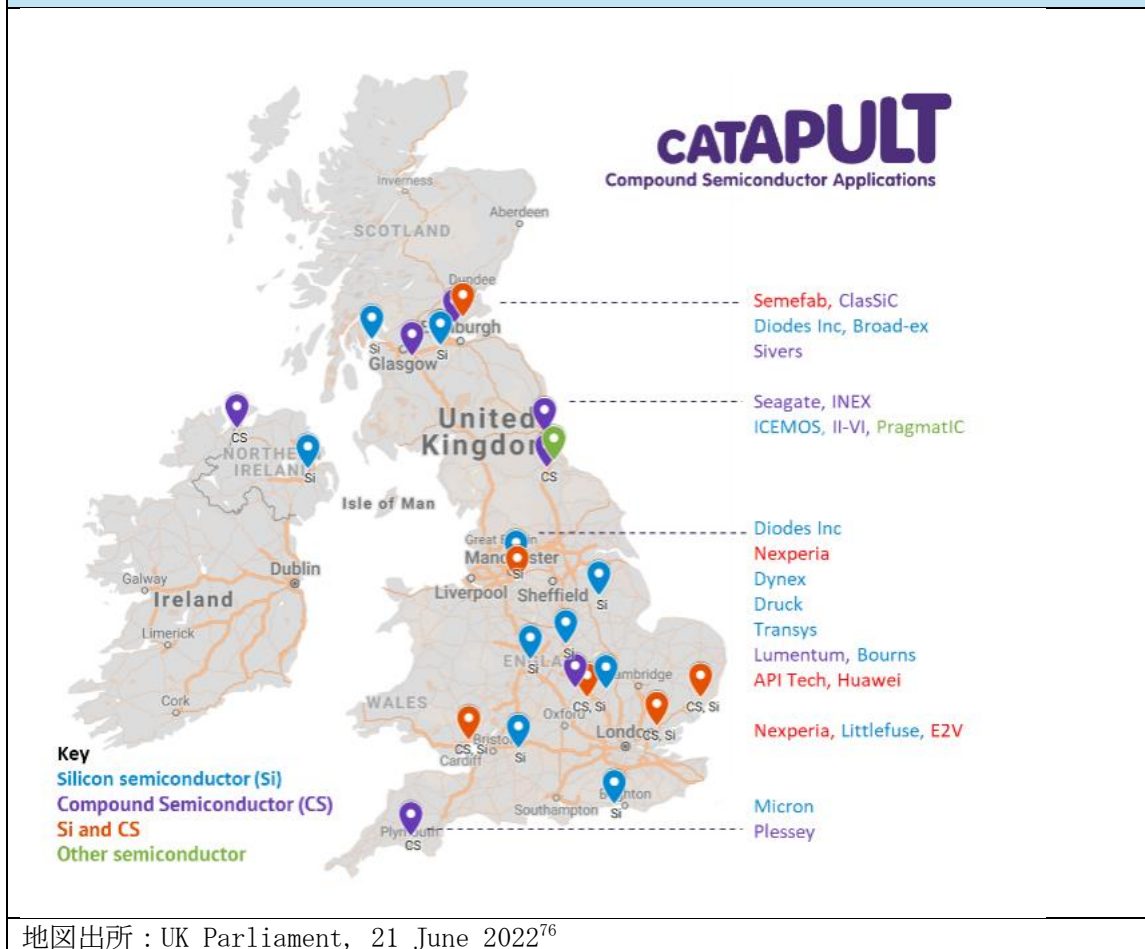 CATAPULT
Compound Semiconductor Applications
Inverness
Aberdeen
SCOTLAND
Dundee
Si
Si
Glasgow
Semefab, ClasSiC
Diodes Inc, Broad-ex
Sivers
Seagate, INEX
ICEMOS, II-VI, PragmatIC
CS
CS
United
NORTHERN
IRELAND
Si
Isle of Man
Dublin
Galway
Ireland
Limerick
Cork
Manchester
Si
Liverpool
Sheffield
Si
Diodes Inc
Nexperia
Dynex
Druck
Transys
Lumentum, Bourns
API Tech, Huawei
Nexperia, Littlefuse, E2V
Si
Si
WALES
CS, Si
CS, Si
CS, Si
Oxford
CS, Si
Cardiff
Si
Southampton
Si
CS
Micron
Plessey
Key
Silicon semiconductor (Si)
Compound Semiconductor (CS)
Si and CS
Other semiconductor
地図出所：UK Parliament, 21 June 2022⁷⁶